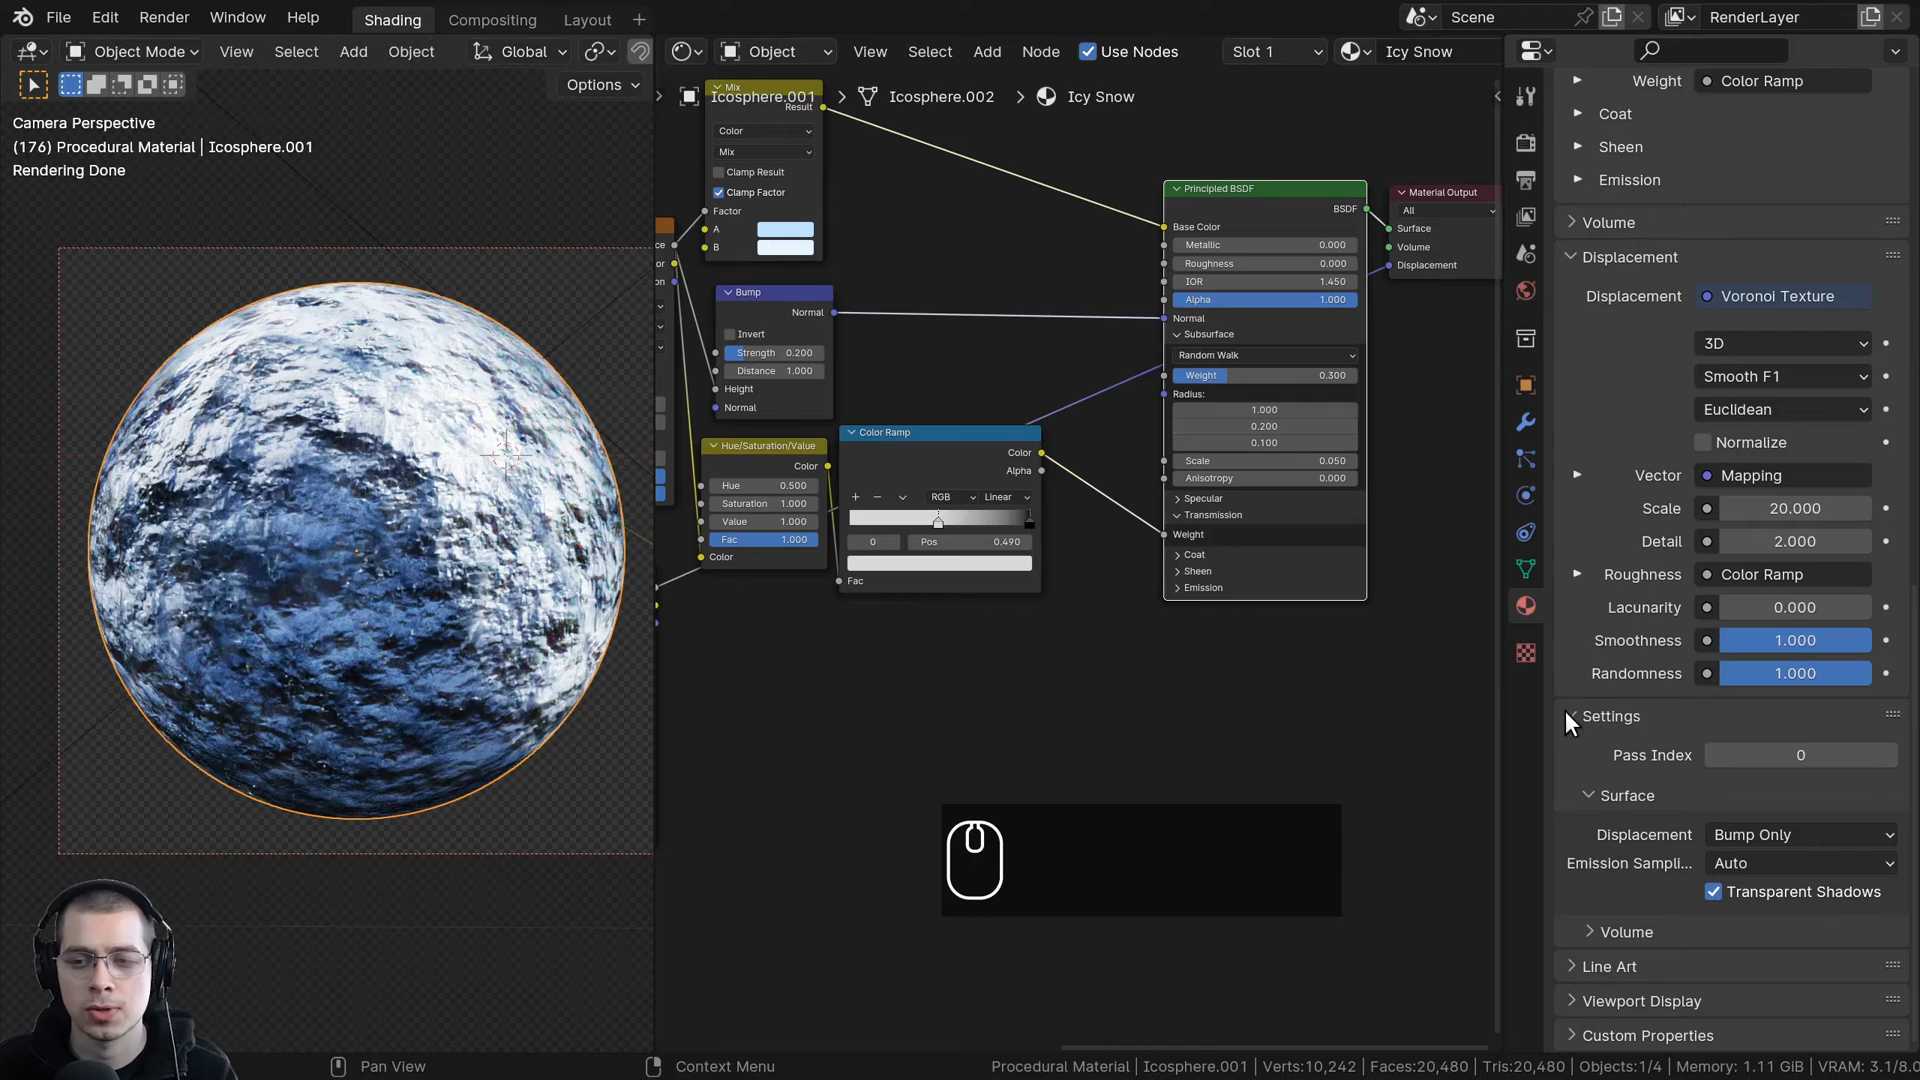 File Edit Render Window Help Shading Compositing Layout + Scene RenderLayer
Object Mode View Select Add Object Global
Object View Select Add Node Use Nodes Slot 1 Icy Snow
Options
Camera Perspective
(176) Procedural Material | Icosphere.001
Rendering Done
Icosphere.001 > Icosphere.002 > Icy Snow
Mix
Result
Color
Mix
Clamp Result
Clamp Factor
Factor
A
B
Bump
Normal
Invert
Strength 0.200
Distance 1.000
Height
Normal
Hue/Saturation/Value
Color
Hue 0.500
Saturation 1.000
Value 1.000
Fac 1.000
Color
Color Ramp
Color
Alpha
RGB Linear
0 Pos 0.490
Fac
Principled BSDF
BSDF
Base Color
Metallic 0.000
Roughness 0.000
IOR 1.450
Alpha 1.000
Normal
Subsurface
Random Walk
Weight 0.300
Radius:
1.000
0.200
0.100
Scale 0.050
Anisotropy 0.000
Specular
Transmission
Weight
Coat
Sheen
Emission
Material Output
All
Surface
Volume
Displacement
Weight Color Ramp
Coat
Sheen
Emission
Volume
Displacement
Displacement Voronoi Texture
3D
Smooth F1
Euclidean
Normalize
Vector Mapping
Scale 20.000
Detail 2.000
Roughness Color Ramp
Lacunarity 0.000
Smoothness 1.000
Randomness 1.000
Settings
Pass Index 0
Surface
Displacement Bump Only
Emission Sampli... Auto
Transparent Shadows
Volume
Line Art
Viewport Display
Custom Properties
Pan View Context Menu Procedural Material | Icosphere.001 | Verts:10,242 | Faces:20,480 | Tris:20,480 | Objects:1/4 | Memory: 1.11 GiB | VRAM: 3.1/8.0